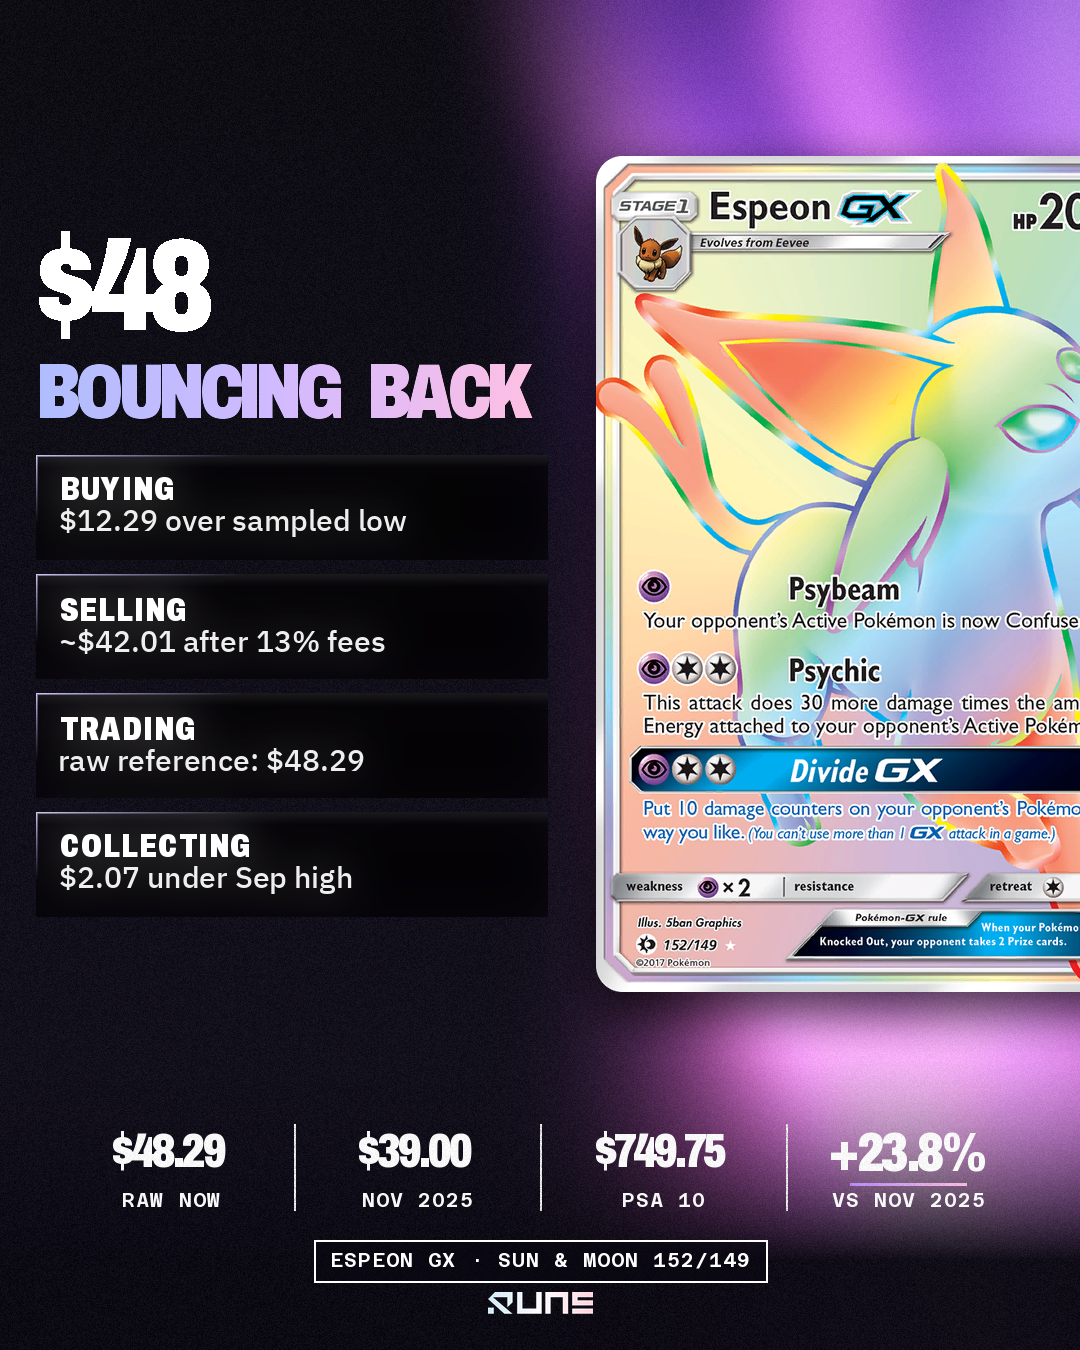 $48
BOUNCING BACK
BUYING
$12.29 over sampled low
SELLING
~$42.01 after 13% fees
TRADING
raw reference: $48.29
COLLECTING
$2.07 under Sep high
STAGE 1
Espeon GX
HP 20
Evolves from Eevee
Psybeam
Your opponent's Active Pokémon is now Confuse
Psychic
This attack does 30 more damage times the am
Energy attached to your opponent's Active Pokém
Divide GX
Put 10 damage counters on your opponent's Pokémo
way you like. (You can't use more than 1 GX attack in a game.)
weakness ×2 resistance retreat
Illus. 5ban Graphics
152/149
©2017 Pokémon
Pokémon-GX rule
When your Pokémo
Knocked Out, your opponent takes 2 Prize cards.
$48.29
RAW NOW
$39.00
NOV 2025
$749.75
PSA 10
+23.8%
VS NOV 2025
ESPEON GX · SUN & MOON 152/149
RUNE